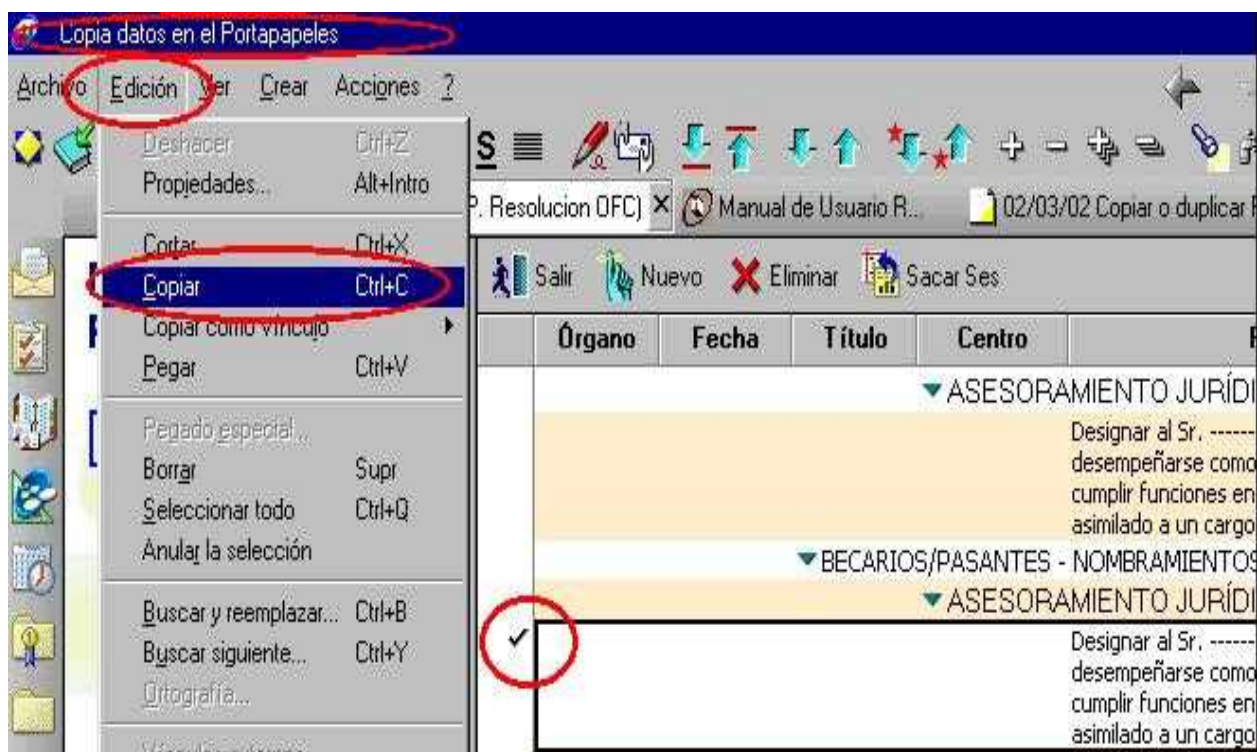 Copia datos en el Portapapeles
Archivo Edición Ver Crear Acciones ?
Deshacer Ctrl+Z
Propiedades... Alt+Intro
Cortar Ctrl+X
Copiar Ctrl+C
Copiar como vínculo
Pegar Ctrl+V
Pegado especial...
Borrar Supr
Seleccionar todo Ctrl+Q
Anular la selección
Buscar y reemplazar... Ctrl+B
Buscar siguiente... Ctrl+Y
Ortografía...
S
P. Resolucion OFC) Manual de Usuario R... 02/03/02 Copiar o duplicar
Salir Nuevo Eliminar Sacar Ses
Órgano Fecha Título Centro
ASESORAMIENTO JURÍDI
Designar al Sr. -------
desempeñarse como
cumplir funciones en
asimilado a un cargo
BECARIOS/PASANTES - NOMBRAMIENTOS
ASESORAMIENTO JURÍDI
Designar al Sr. -------
desempeñarse como
cumplir funciones en
asimilado a un cargo